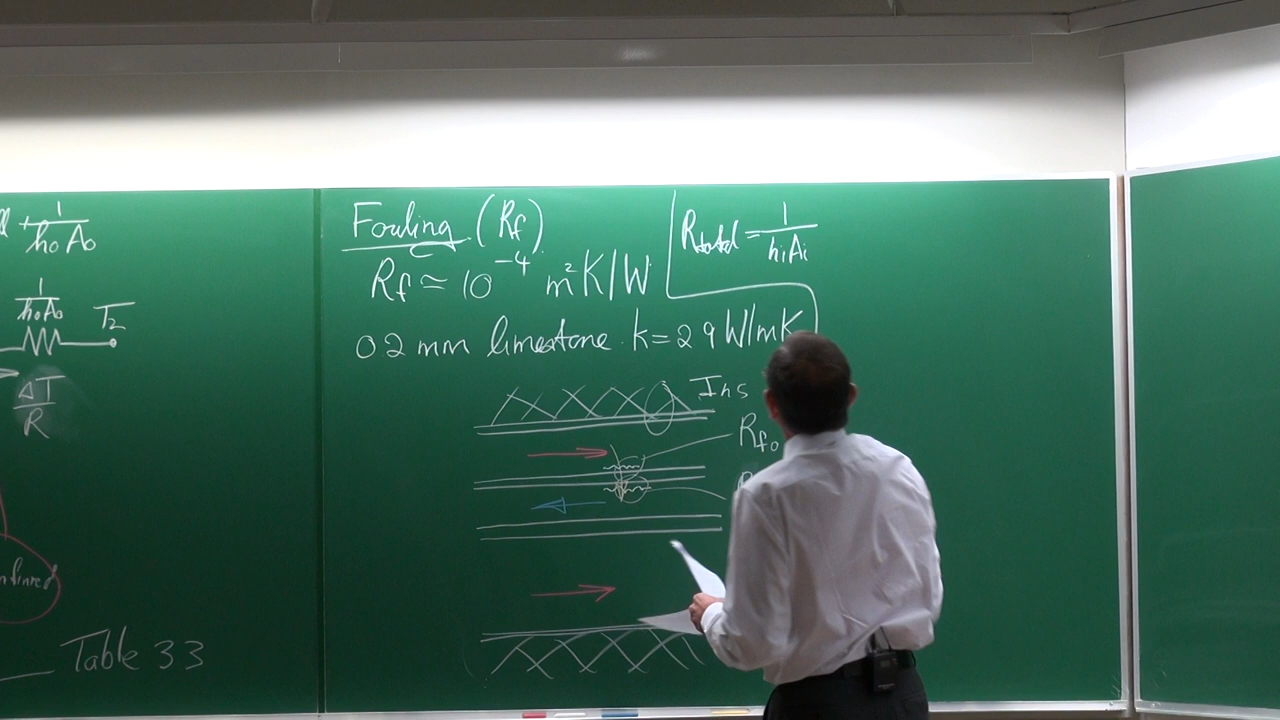 + 1/hoAo
1/hoAo
T2
ΔT/R
Table 33
Fouling (Rf)
Rf ≃ 10^-4 m²K/W
0.2 mm limestone. k = 2 9 W/mK
Ins
Rfo
Rtotal = 1/hiAi